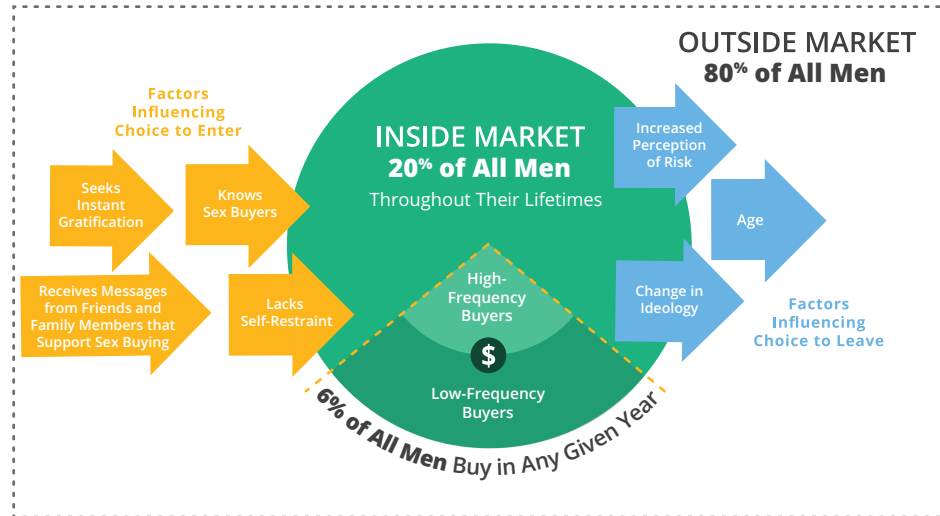 OUTSIDE MARKET
80% of All Men
Factors
Influencing
Choice to Enter
Seeks
Instant
Gratification
Knows
Sex Buyers
Receives Messages
from Friends and
Family Members that
Support Sex Buying
Lacks
Self-Restraint
INSIDE MARKET
20% of All Men
Throughout Their Lifetimes
High-
Frequency
Buyers
$
Low-Frequency
Buyers
6% of All Men Buy in Any Given Year
Increased
Perception
of Risk
Age
Change in
Ideology
Factors
Influencing
Choice to Leave